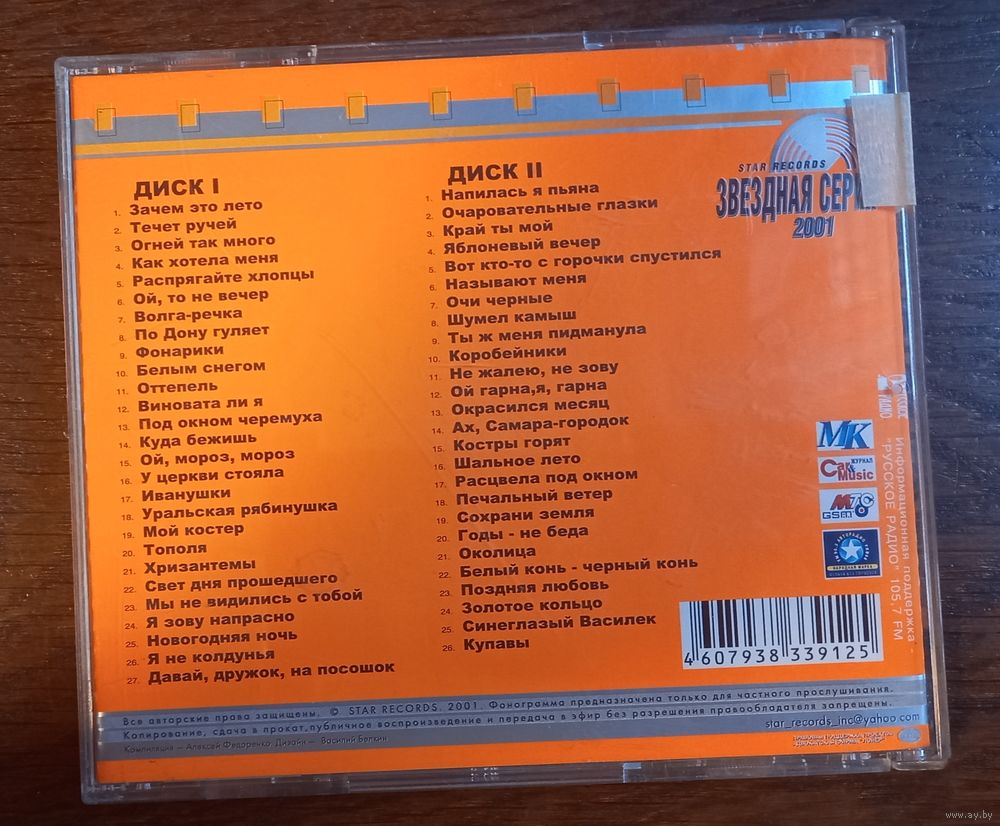 ДИСК I
1. Зачем это лето
2. Течет ручей
3. Огней так много
4. Как хотела меня
5. Распрягайте хлопцы
6. Ой, то не вечер
7. Волга-речка
8. По Дону гуляет
9. Фонарики
10. Белым снегом
11. Оттепель
12. Виновата ли я
13. Под окном черемуха
14. Куда бежишь
15. Ой, мороз, мороз
16. У церкви стояла
17. Иванушки
18. Уральская рябинушка
19. Мой костер
20. Тополя
21. Хризантемы
22. Свет дня прошедшего
23. Мы не видились с тобой
24. Я зову напрасно
25. Новогодняя ночь
26. Я не колдунья
27. Давай, дружок, на посошок
ДИСК II
1. Напилась я пьяна
2. Очаровательные глазки
3. Край ты мой
4. Яблоневый вечер
5. Вот кто-то с горочки спустился
6. Называют меня
7. Очи черные
8. Шумел камыш
9. Ты ж меня пидманула
10. Коробейники
11. Не жалею, не зову
12. Ой гарна,я, гарна
13. Окрасился месяц
14. Ах, Самара-городок
15. Костры горят
16. Шальное лето
17. Расцвела под окном
18. Печальный ветер
19. Сохрани земля
20. Годы - не беда
21. Околица
22. Белый конь - черный конь
23. Поздняя любовь
24. Золотое кольцо
25. Синеглазый Василек
26. Купавы
STAR RECORDS
ЗВЕЗДНАЯ
2001
МК
ЖУРНАЛ
Car &
Music
МТС
GSM
Информационная поддержка -
"РУССКОЕ РАДИО" 105,7 FM
4 607938 339125
Все авторские права защищены. © STAR RECORDS. 2001. Фонограмма предназначена только для частного прослушивания.
Копирование, сдача в прокат,публичное воспроизведение и передача в эфир без разрешения правообладателя запрещены.
Компиляция — Алексей Федоренко. Дизайн — Василий Белкин
star_records_inc@yahoo.com
www.ay.by